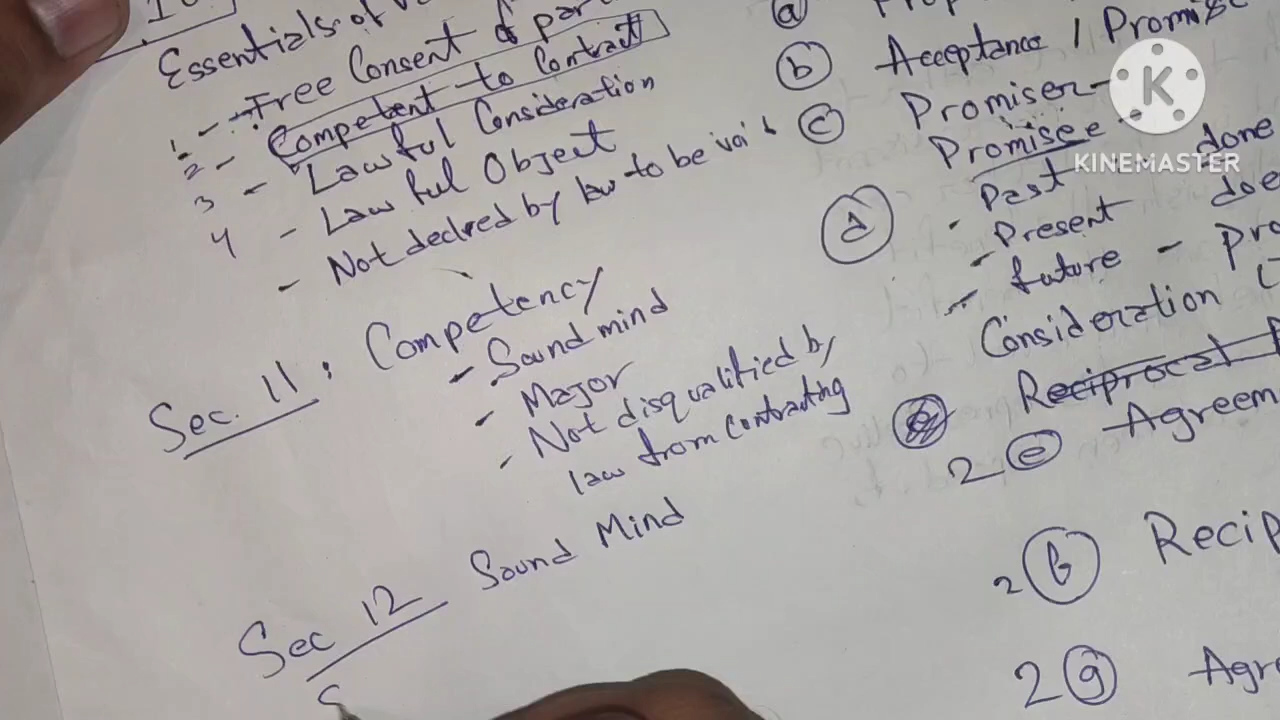 Essentials of
1 - Free Consent of par
2 - Competent to Contract
3 - Lawful Consideration
4 - Lawful Object
- Not declred by law to be voi
Sec. 11 : Competency
- Sound mind
- Major
- Not disqualified by
law from contracting
Sec 12 Sound Mind
S
a
b Acceptance / Promise
c Promiser -
Promisee -
d · Past - done
- Present doe
- future - Pro
Consideration
Reciprocal
2 e Agreem
2 f Recip
2 g Agre
K
KINEMASTER